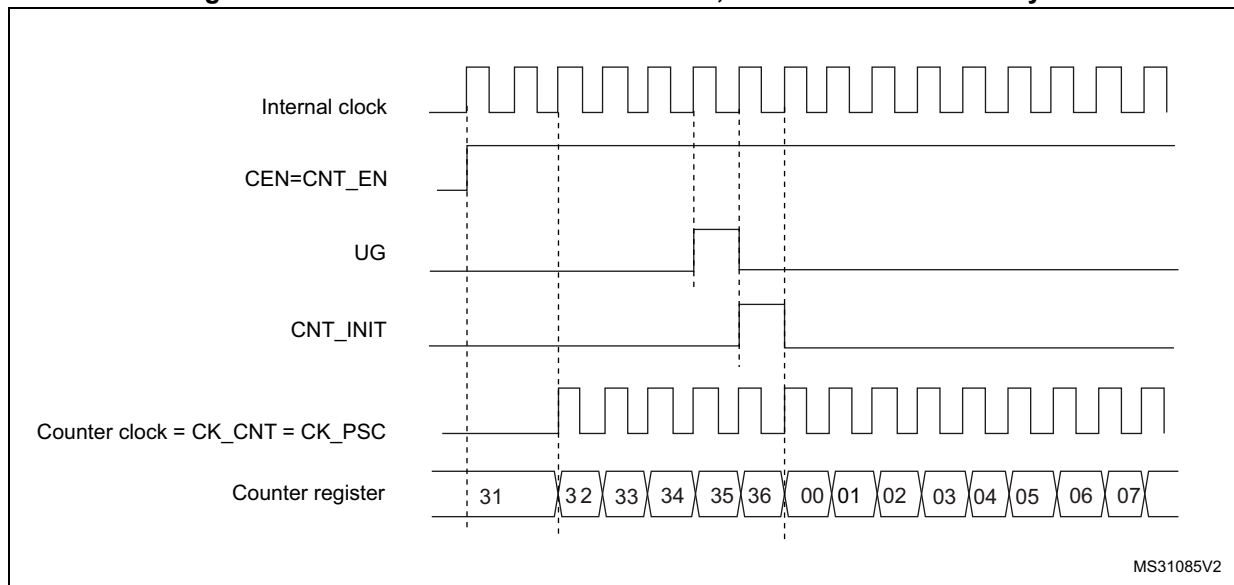 Internal clock
CEN=CNT_EN
UG
CNT_INIT
Counter clock = CK_CNT = CK_PSC
Counter register 31 32 33 34 35 36 00 01 02 03 04 05 06 07
MS31085V2